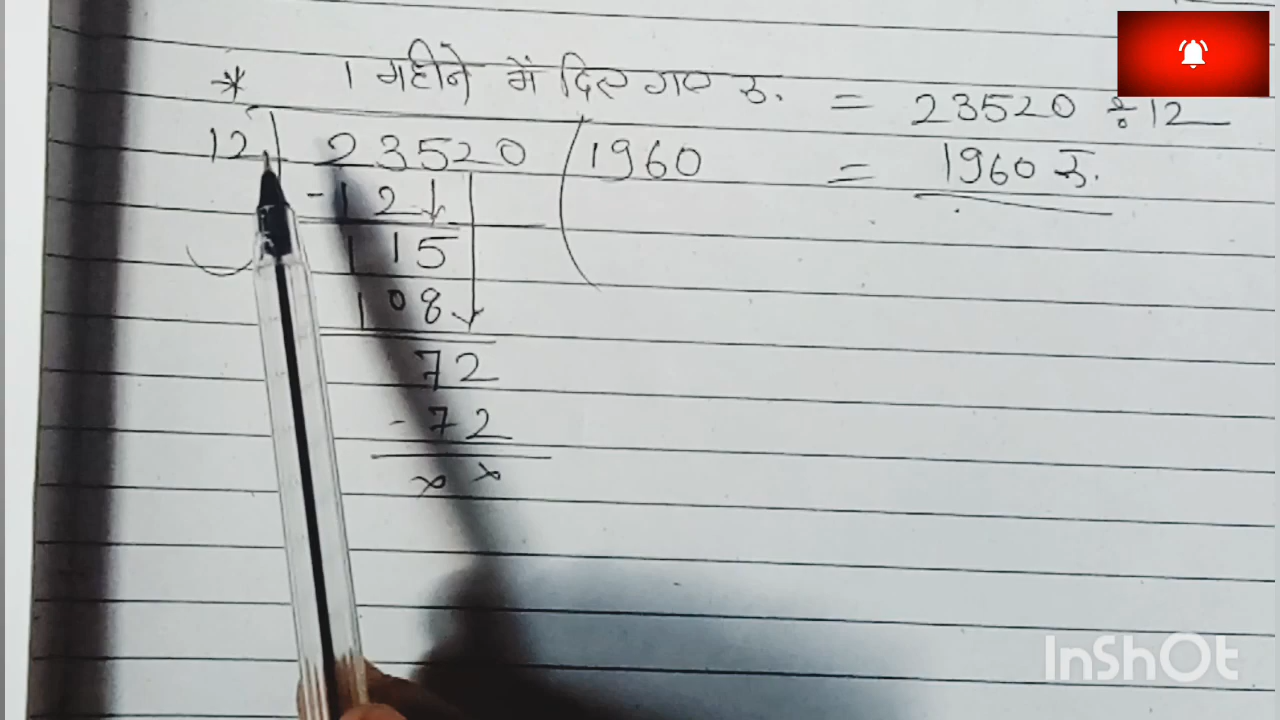 * 1 महीने में दिए गए रु. = 23520 ÷ 12
12) 23520 (1960 = 1960 रु.
-12
115
108
72
-72
× ×
InShOt